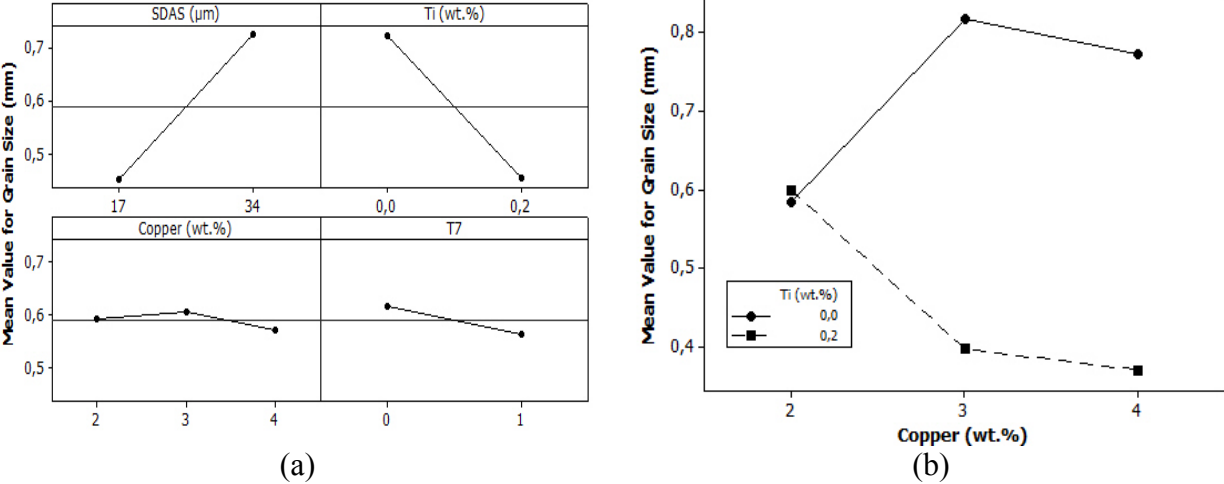 Mean Value for Grain Size (mm)
SDAS (µm)
Ti (wt.%)
0,7
0,6
0,5
17
34
0,0
0,2
Copper (wt.%)
T7
0,7
0,6
0,5
2
3
4
0
1
(a)
Mean Value for Grain Size (mm)
0,8
0,7
0,6
0,5
0,4
Ti (wt.%)
0,0
0,2
2
3
4
Copper (wt.%)
(b)